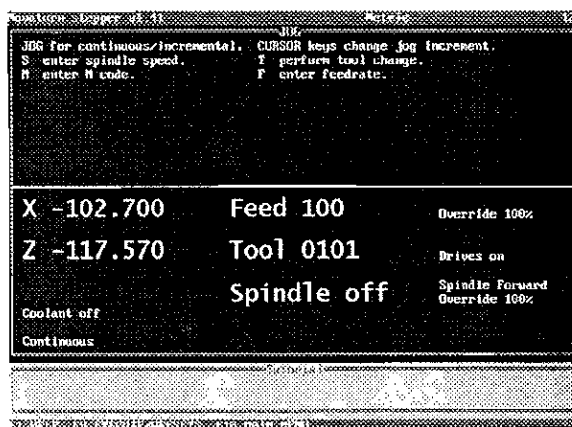 Metric
JOG
JOG for continuous/incremental. CURSOR keys change jog increment.
S enter spindle speed. T perform tool change.
M enter M code. F enter feedrate.
X -102.700 Feed 100 Override 100%
Z -117.570 Tool 0101 Drives on
Spindle off Spindle Forward
Override 100%
Coolant off
Continuous
Tutorial